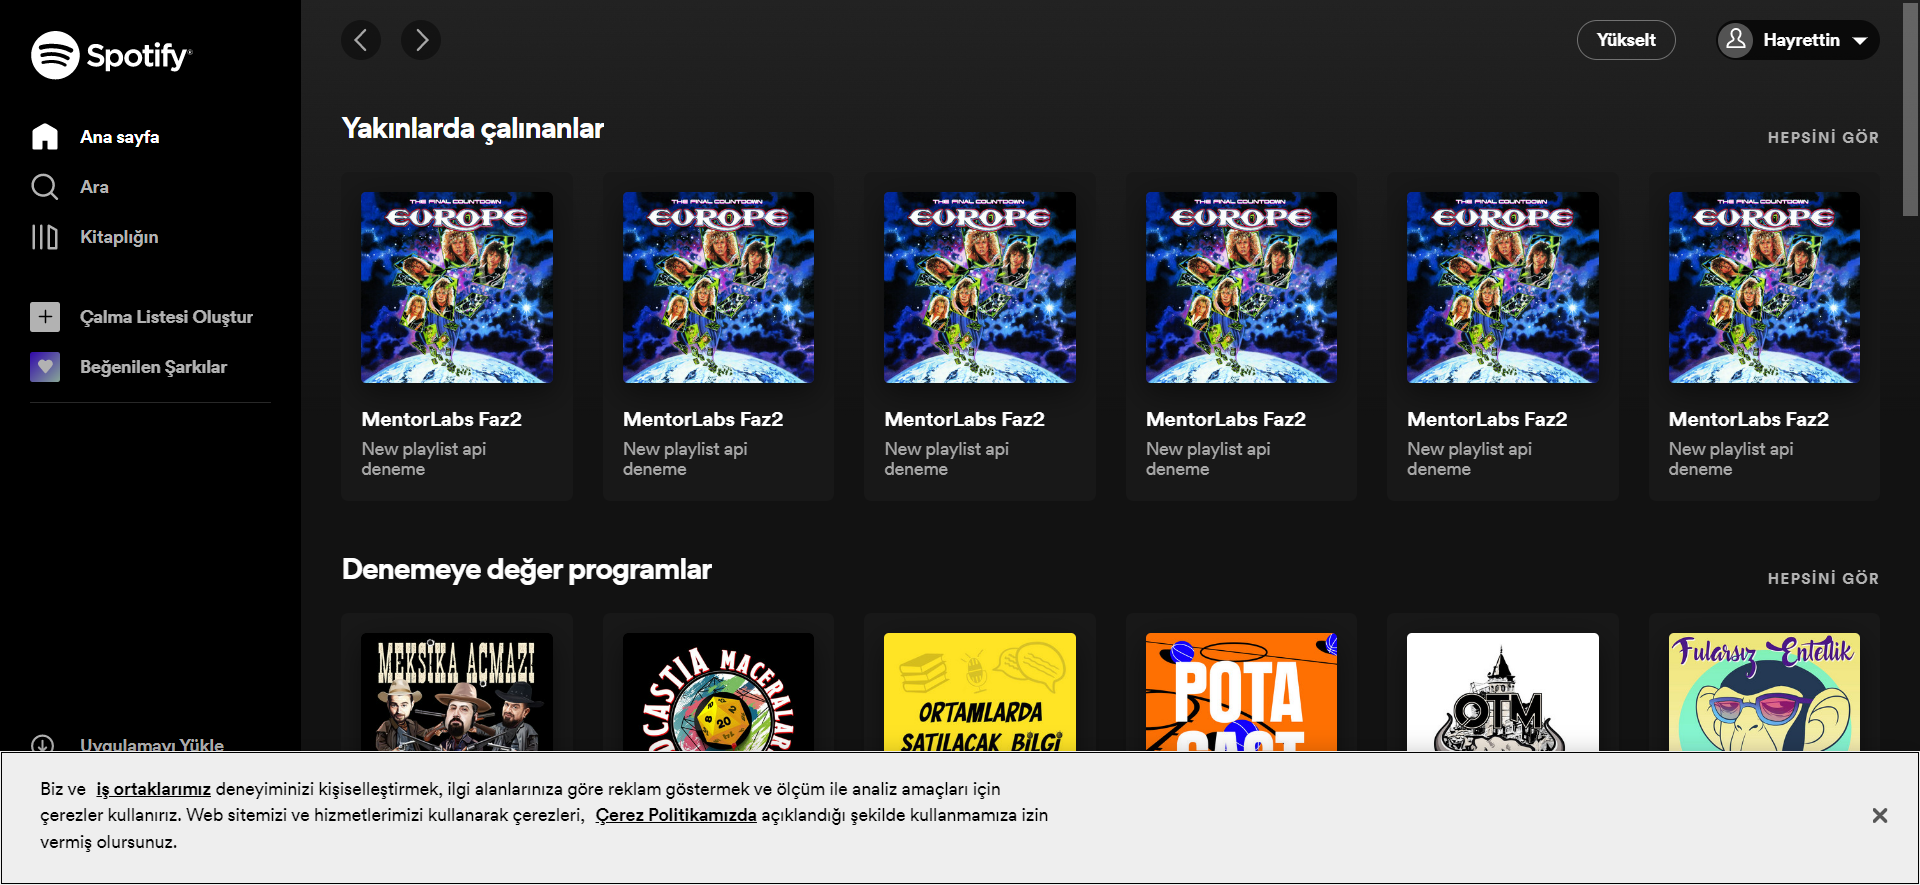 Spotify
Ana sayfa
Ara
Kitaplığın
Çalma Listesi Oluştur
Beğenilen Şarkılar
Uygulamayı Yükle
Yükselt
Hayrettin
Yakınlarda çalınanlar
HEPSİNİ GÖR
THE FINAL COUNTDOWN
EUROPE
THE FINAL COUNTDOWN
EUROPE
THE FINAL COUNTDOWN
EUROPE
THE FINAL COUNTDOWN
EUROPE
THE FINAL COUNTDOWN
EUROPE
THE FINAL COUNTDOWN
EUROPE
MentorLabs Faz2
New playlist api
deneme
MentorLabs Faz2
New playlist api
deneme
MentorLabs Faz2
New playlist api
deneme
MentorLabs Faz2
New playlist api
deneme
MentorLabs Faz2
New playlist api
deneme
MentorLabs Faz2
New playlist api
deneme
Denemeye değer programlar
HEPSİNİ GÖR
MEKSİKA AÇMAZI
MACERALAR
20
ORTAMLARDA
SATILACAK BİLGİ
POTA
CAST
OTM
Fularsız Entellik
Biz ve iş ortaklarımız deneyiminizi kişiselleştirmek, ilgi alanlarınıza göre reklam göstermek ve ölçüm ile analiz amaçları için
çerezler kullanırız. Web sitemizi ve hizmetlerimizi kullanarak çerezleri, Çerez Politikamızda açıklandığı şekilde kullanmamıza izin
vermiş olursunuz.